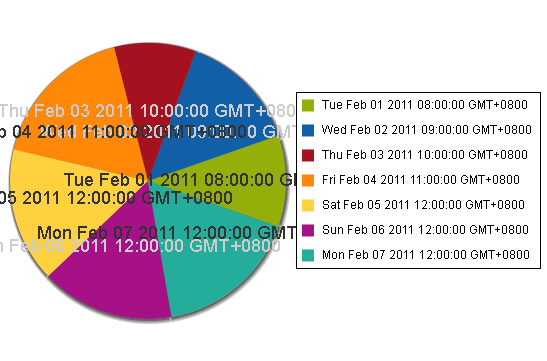 Thu Feb 03 2011 10:00:00 GMT+080
04 2011 11:00:00 GMT+0800
Tue Feb 01 2011 08:00:00 G
05 2011 12:00:00 GMT+0800
Mon Feb 07 2011 12:00:00 GMT
Feb 06 2011 12:00:00 GMT+0800
Tue Feb 01 2011 08:00:00 GMT+0800
Wed Feb 02 2011 09:00:00 GMT+0800
Thu Feb 03 2011 10:00:00 GMT+0800
Fri Feb 04 2011 11:00:00 GMT+0800
Sat Feb 05 2011 12:00:00 GMT+0800
Sun Feb 06 2011 12:00:00 GMT+0800
Mon Feb 07 2011 12:00:00 GMT+0800